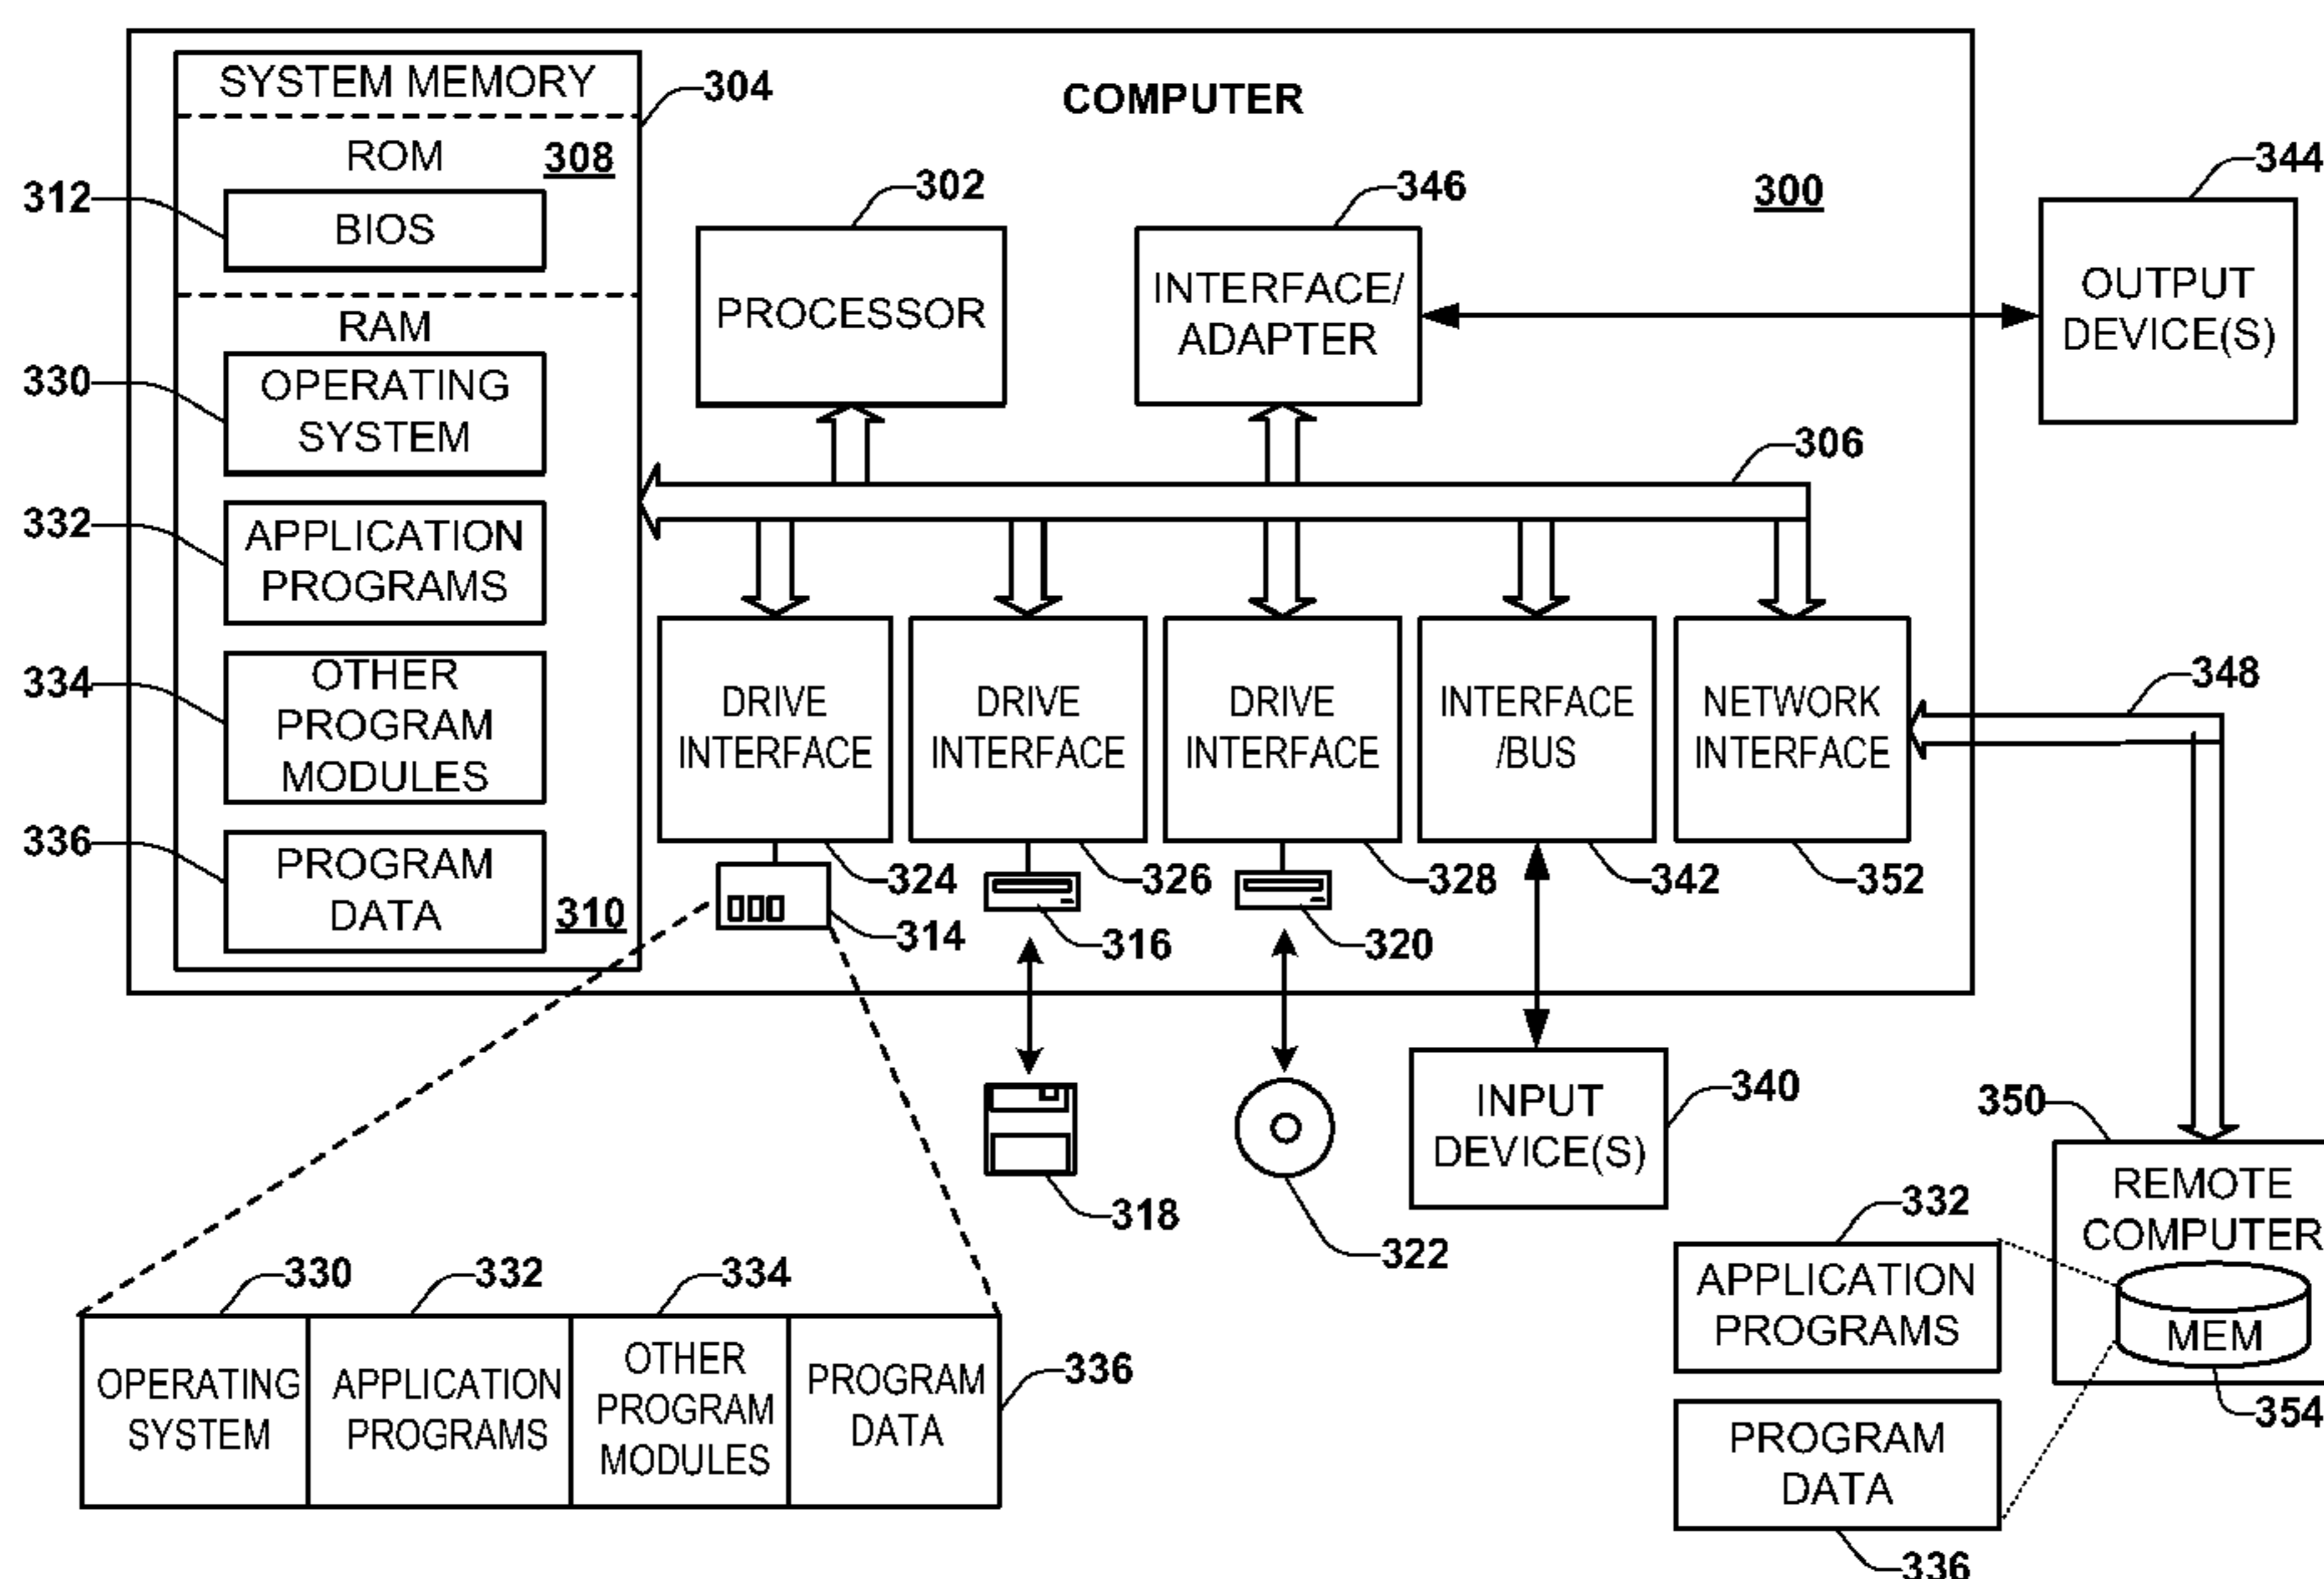 COMPUTER
300
SYSTEM MEMORY
304
ROM
308
312
BIOS
RAM
330
OPERATING
SYSTEM
332
APPLICATION
PROGRAMS
334
OTHER
PROGRAM
MODULES
336
PROGRAM
DATA
310
302
PROCESSOR
346
INTERFACE/
ADAPTER
344
OUTPUT
DEVICE(S)
306
DRIVE
INTERFACE
324
314
DRIVE
INTERFACE
326
316
DRIVE
INTERFACE
328
320
INTERFACE
/BUS
342
NETWORK
INTERFACE
352
348
318
322
INPUT
DEVICE(S)
340
350
REMOTE
COMPUTER
MEM
354
332
APPLICATION
PROGRAMS
PROGRAM
DATA
336
330
OPERATING
SYSTEM
332
APPLICATION
PROGRAMS
334
OTHER
PROGRAM
MODULES
PROGRAM
DATA
336